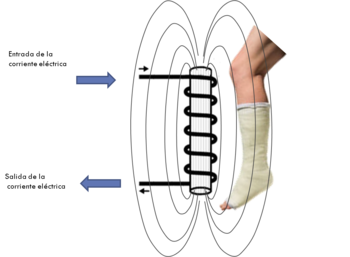 Entrada de la
corriente eléctrica
Salida de la
corriente eléctrica